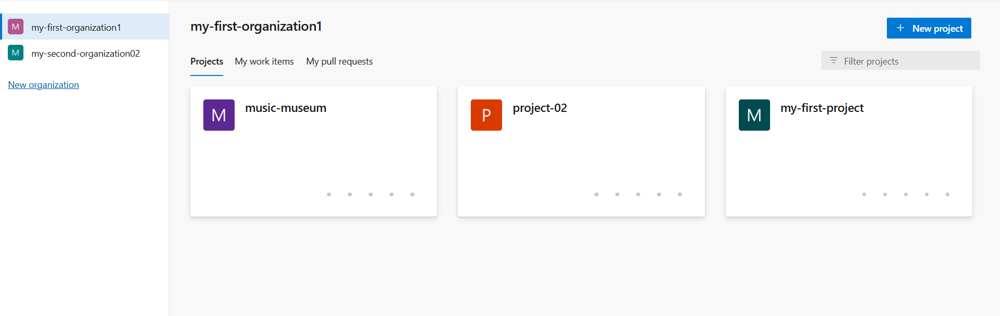 M my-first-organization1
M my-second-organization02
New organization
my-first-organization1
+ New project
Projects My work items My pull requests
Filter projects
M music-museum
P project-02
M my-first-project